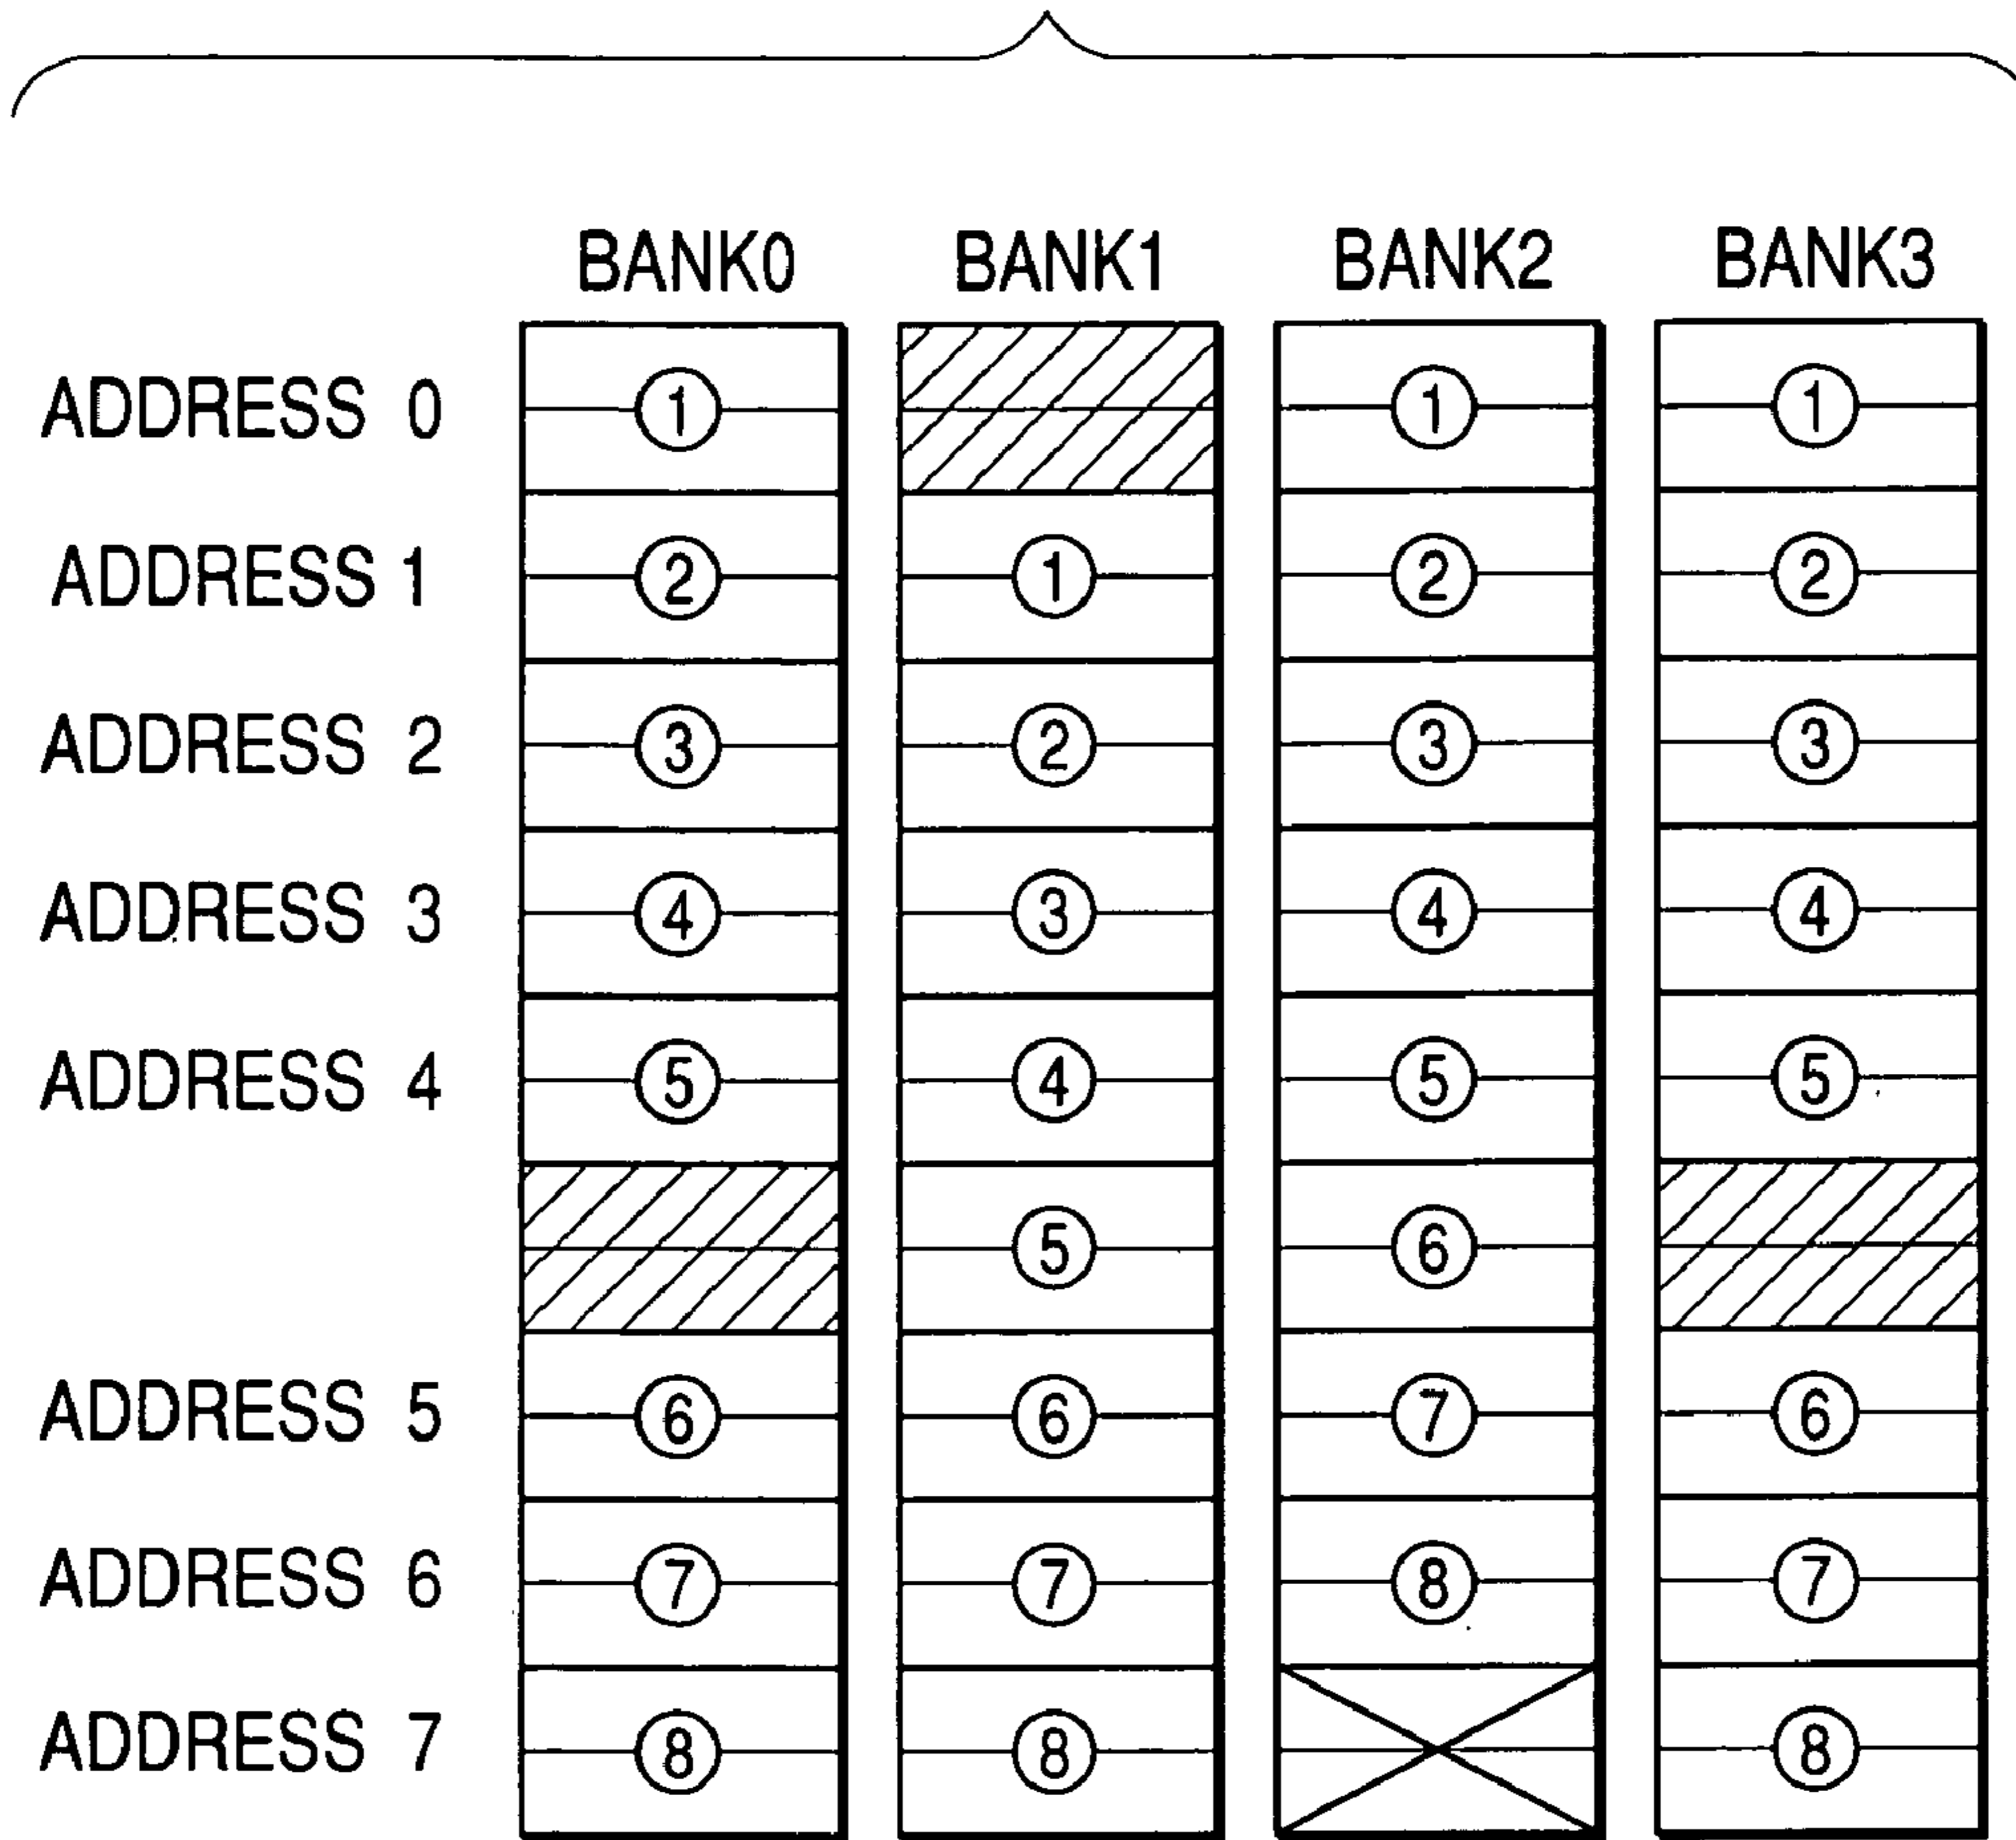 BANK0 BANK1 BANK2 BANK3
ADDRESS 0 ① ① ①
ADDRESS 1 ② ① ② ②
ADDRESS 2 ③ ② ③ ③
ADDRESS 3 ④ ③ ④ ④
ADDRESS 4 ⑤ ④ ⑤ ⑤
⑤ ⑥
ADDRESS 5 ⑥ ⑥ ⑦ ⑥
ADDRESS 6 ⑦ ⑦ ⑧ ⑦
ADDRESS 7 ⑧ ⑧ ⑧